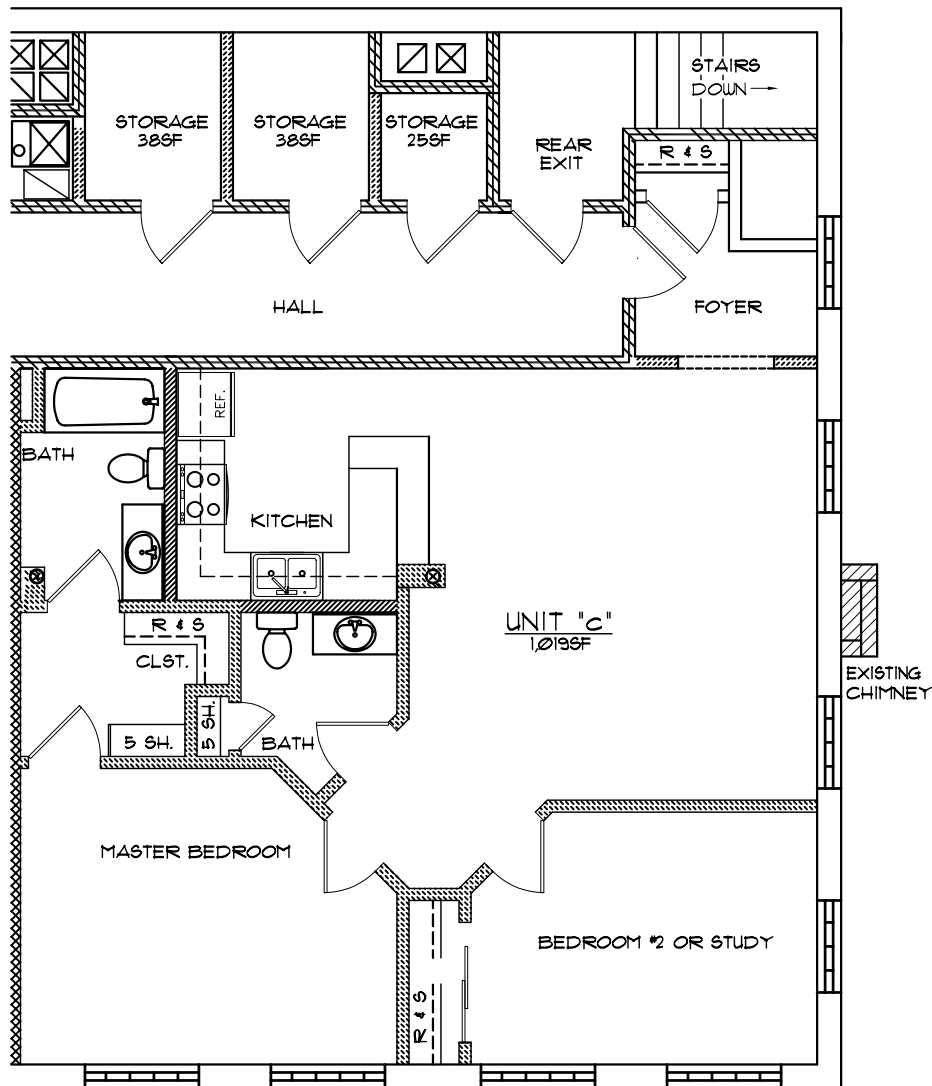 STAIRS
DOWN
STORAGE
38SF
STORAGE
38SF
STORAGE
25SF
REAR
EXIT
R & S
HALL
FOYER
REF.
BATH
KITCHEN
UNIT "C"
1,019SF
R & S
CLST.
EXISTING
CHIMNEY
5 SH.
5 SH.
BATH
MASTER BEDROOM
BEDROOM #2 OR STUDY
R & S